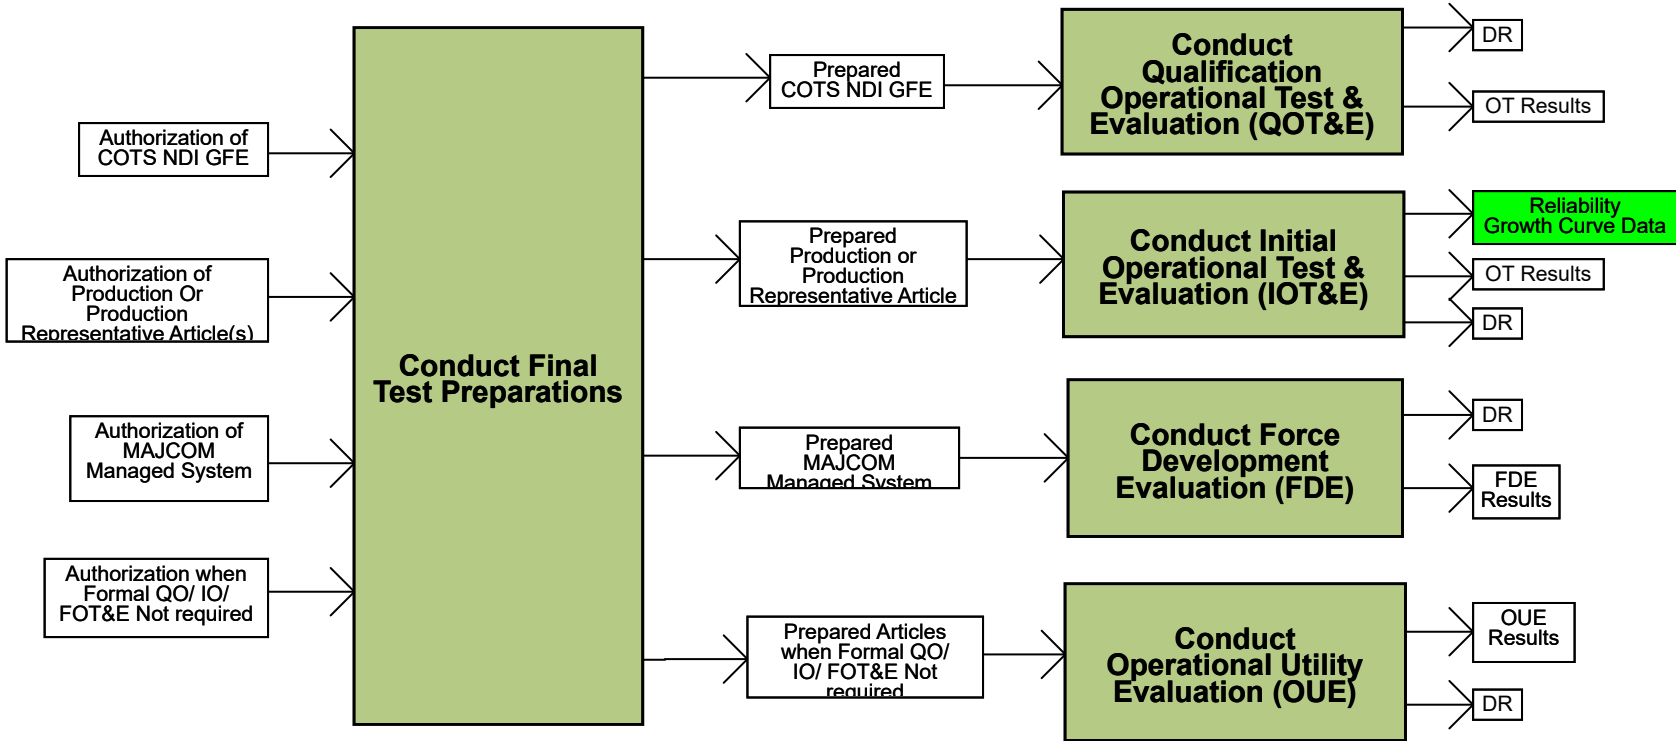 Authorization of
COTS NDI GFE
Authorization of
Production Or
Production
Representative Article(s)
Authorization of
MAJCOM
Managed System
Authorization when
Formal QO/ IO/
FOT&E Not required
Conduct Final
Test Preparations
Prepared
COTS NDI GFE
Prepared
Production or
Production
Representative Article
Prepared
MAJCOM
Managed System
Prepared Articles
when Formal QO/
IO/ FOT&E Not
required
Conduct
Qualification
Operational Test &
Evaluation (QOT&E)
Conduct Initial
Operational Test &
Evaluation (IOT&E)
Conduct Force
Development
Evaluation (FDE)
Conduct
Operational Utility
Evaluation (OUE)
DR
OT Results
Reliability
Growth Curve Data
OT Results
DR
DR
FDE
Results
OUE
Results
DR